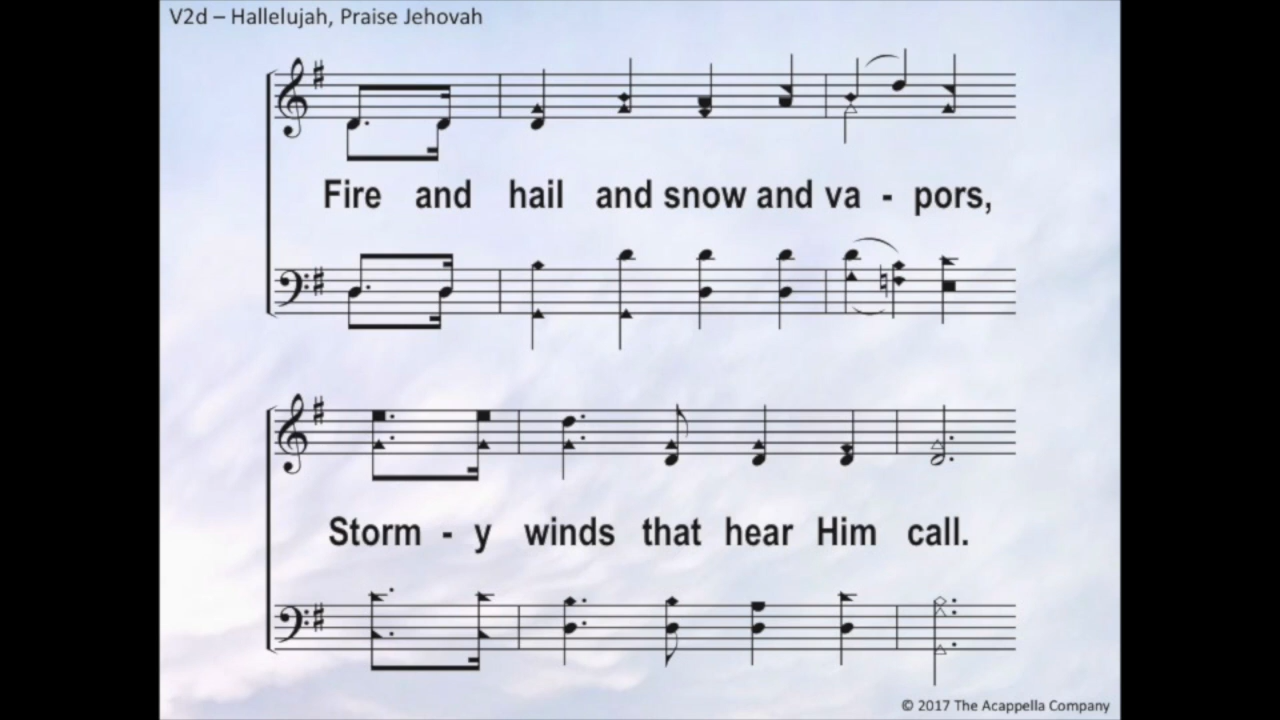 V2d – Hallelujah, Praise Jehovah
Fire and hail and snow and va - pors,
Storm - y winds that hear Him call.
© 2017 The Acappella Company